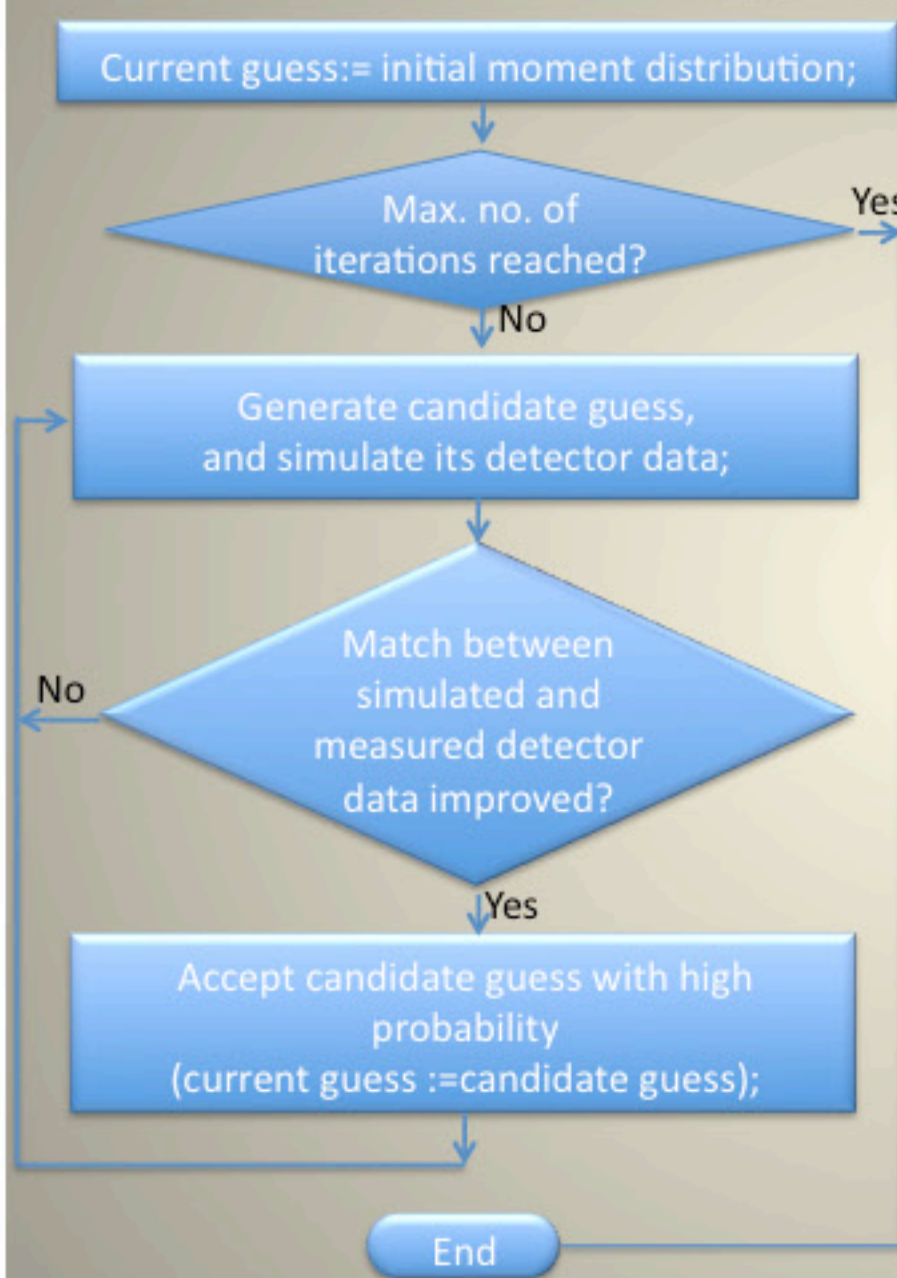 Current guess:= initial moment distribution;
Max. no. of
iterations reached?
Yes
No
Generate candidate guess,
and simulate its detector data;
Match between
simulated and
measured detector
data improved?
No
Yes
Accept candidate guess with high
probability
(current guess :=candidate guess);
End